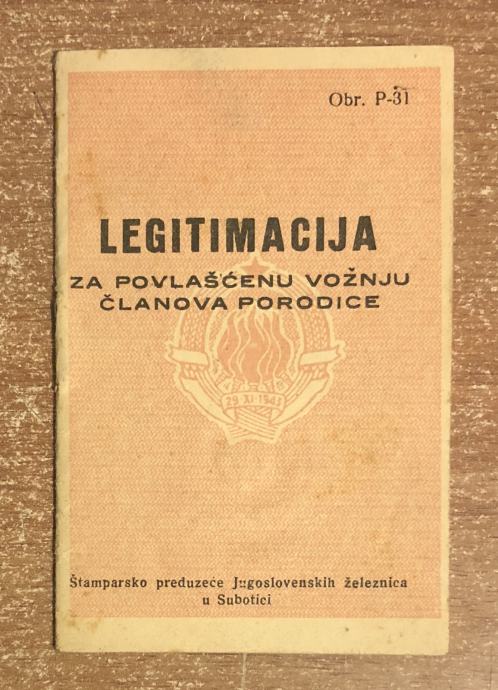 Obr. P-31
LEGITIMACIJA
ZA POVLAŠĆENU VOŽNJU
ČLANOVA PORODICE
29·XI·1943
Štamparsko preduzeće Jugoslovenskih železnica
u Subotici